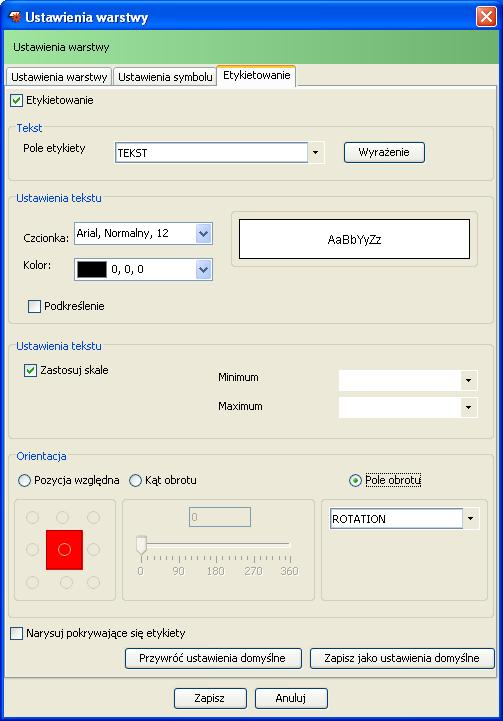 Ustawienia warstwy
Ustawienia warstwy
Ustawienia warstwy Ustawienia symbolu Etykietowanie
Etykietowanie
Tekst
Pole etykiety TEKST Wyrażenie
Ustawienia tekstu
Czcionka: Arial, Normalny, 12 AaBbYyZz
Kolor: 0, 0, 0
Podkreślenie
Ustawienia tekstu
Zastosuj skale Minimum
Maximum
Orientacja
Pozycja względna Kąt obrotu Pole obrotu
0 ROTATION
0 90 180 270 360
Narysuj pokrywające się etykiety
Przywróć ustawienia domyślne Zapisz jako ustawienia domyślne
Zapisz Anuluj